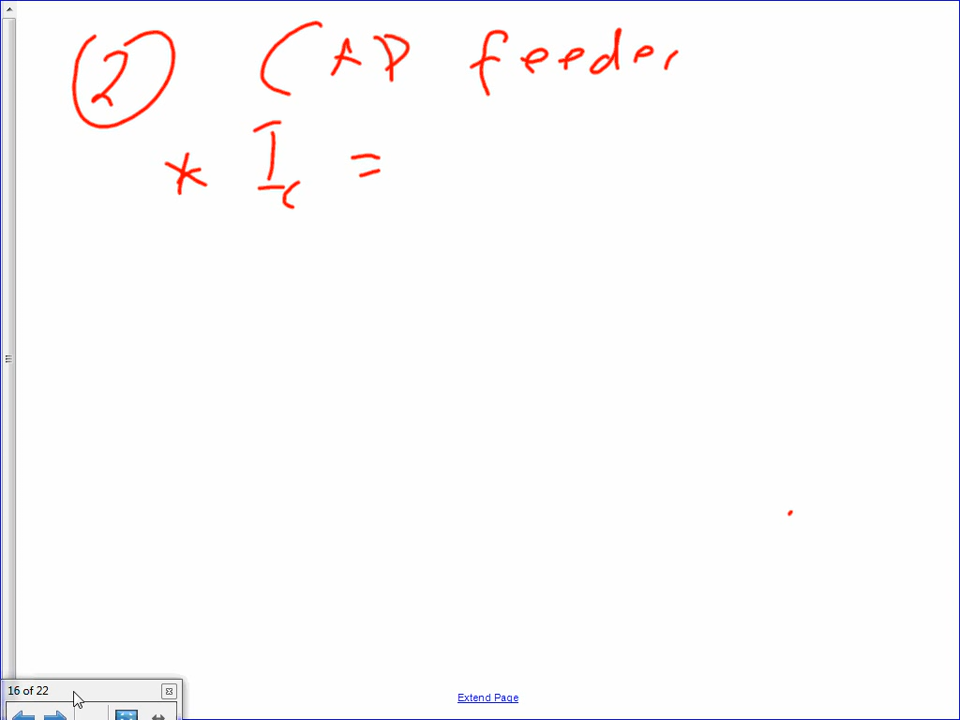 ② CAP feeder
* I_c =
16 of 22
Extend Page